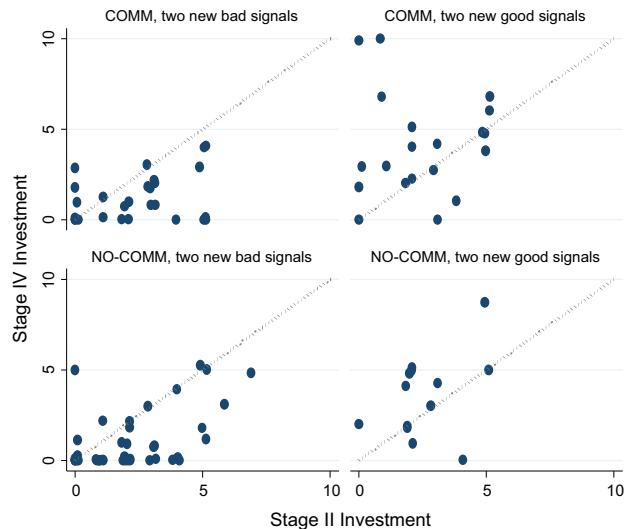 COMM, two new bad signals
COMM, two new good signals
10
5
0
NO-COMM, two new bad signals
NO-COMM, two new good signals
10
5
0
0
5
10
0
5
10
Stage IV Investment
Stage II Investment